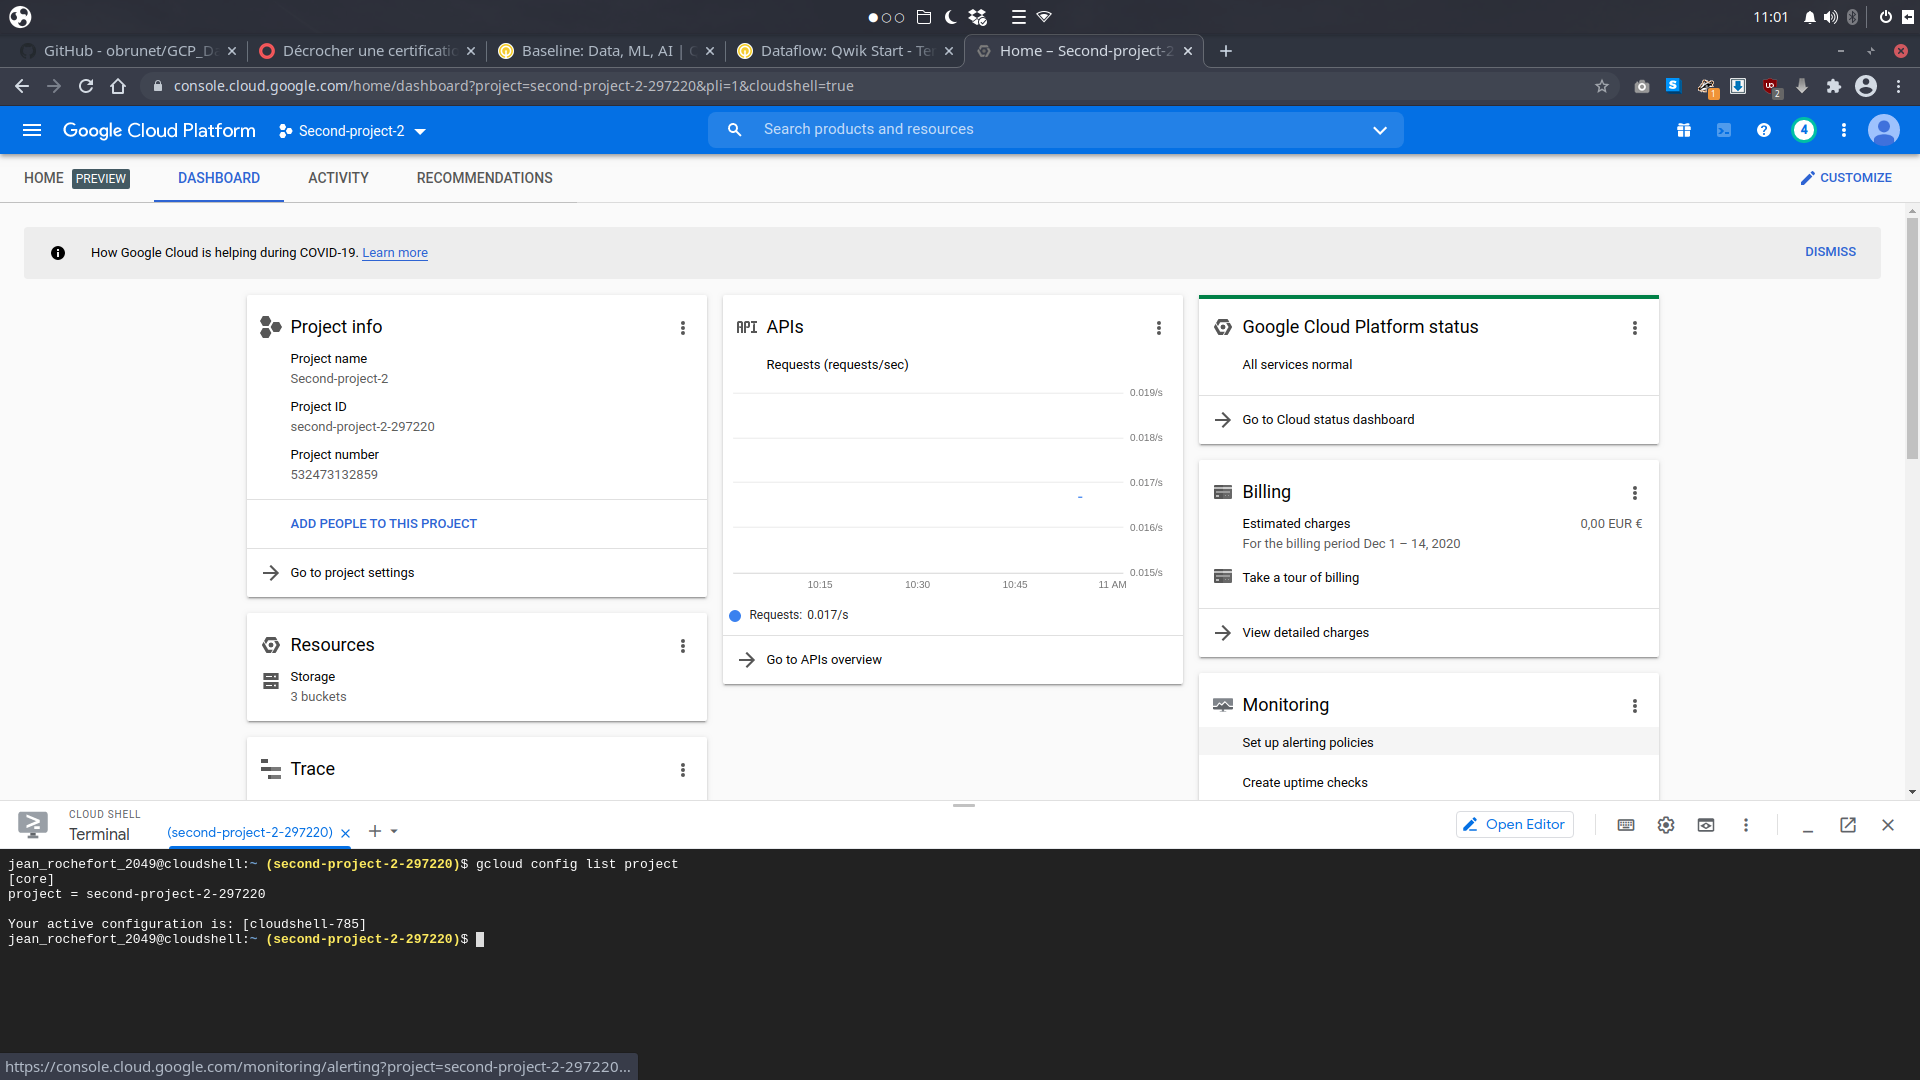 11:01
GitHub - obrunet/GCP_Da
Décrocher une certificatio
Baseline: Data, ML, AI | Q
Dataflow: Qwik Start - Tem
Home – Second-project-2
console.cloud.google.com/home/dashboard?project=second-project-2-297220&pli=1&cloudshell=true
1
2
Google Cloud Platform
Second-project-2
Search products and resources
4
HOME
PREVIEW
DASHBOARD
ACTIVITY
RECOMMENDATIONS
CUSTOMIZE
How Google Cloud is helping during COVID-19. Learn more
DISMISS
Project info
Project name
Second-project-2
Project ID
second-project-2-297220
Project number
532473132859
ADD PEOPLE TO THIS PROJECT
Go to project settings
Resources
Storage
3 buckets
Trace
API APIs
Requests (requests/sec)
0.019/s
0.018/s
0.017/s
0.016/s
0.015/s
10:15
10:30
10:45
11 AM
Requests: 0.017/s
Go to APIs overview
Google Cloud Platform status
All services normal
Go to Cloud status dashboard
Billing
Estimated charges
0,00 EUR €
For the billing period Dec 1 – 14, 2020
Take a tour of billing
View detailed charges
Monitoring
Set up alerting policies
Create uptime checks
CLOUD SHELL
Terminal
(second-project-2-297220)
Open Editor
jean_rochefort_2049@cloudshell:~ (second-project-2-297220)$ gcloud config list project
[core]
project = second-project-2-297220
Your active configuration is: [cloudshell-785]
jean_rochefort_2049@cloudshell:~ (second-project-2-297220)$
https://console.cloud.google.com/monitoring/alerting?project=second-project-2-297220...